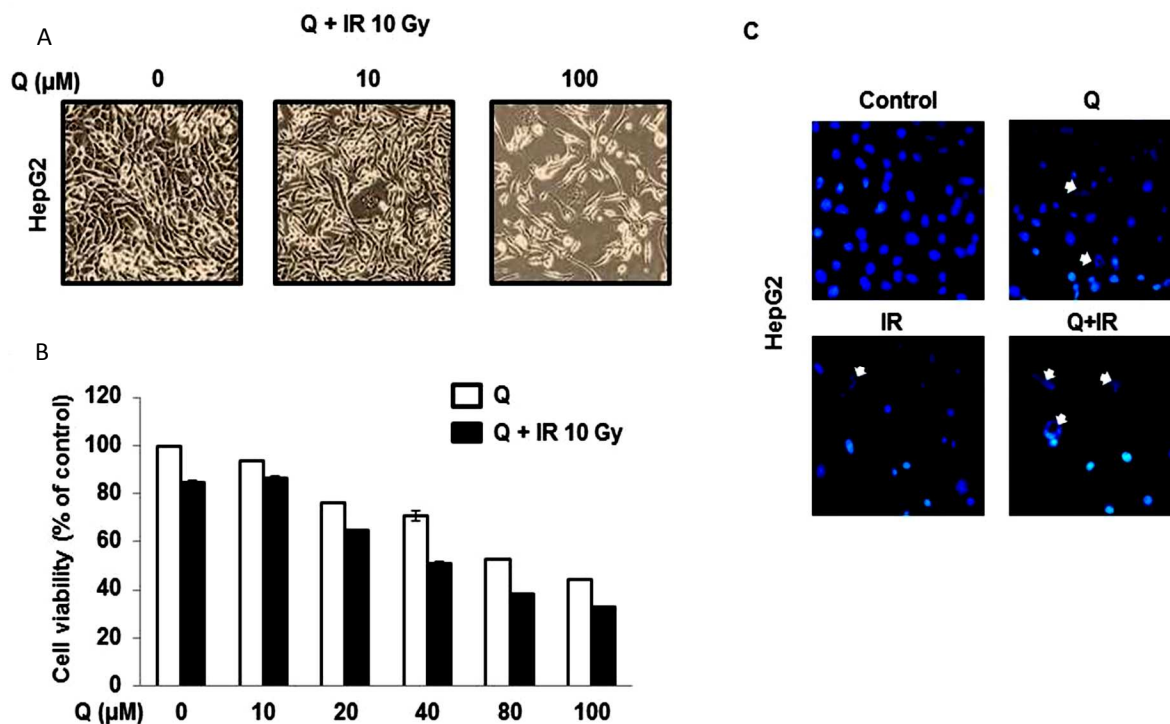 A
Q + IR 10 Gy
Q (µM) 0 10 100
HepG2
B
Cell viability (% of control)
120
100
80
60
40
20
0
Q
Q + IR 10 Gy
Q (µM) 0 10 20 40 80 100
C
Control Q
IR Q+IR
HepG2